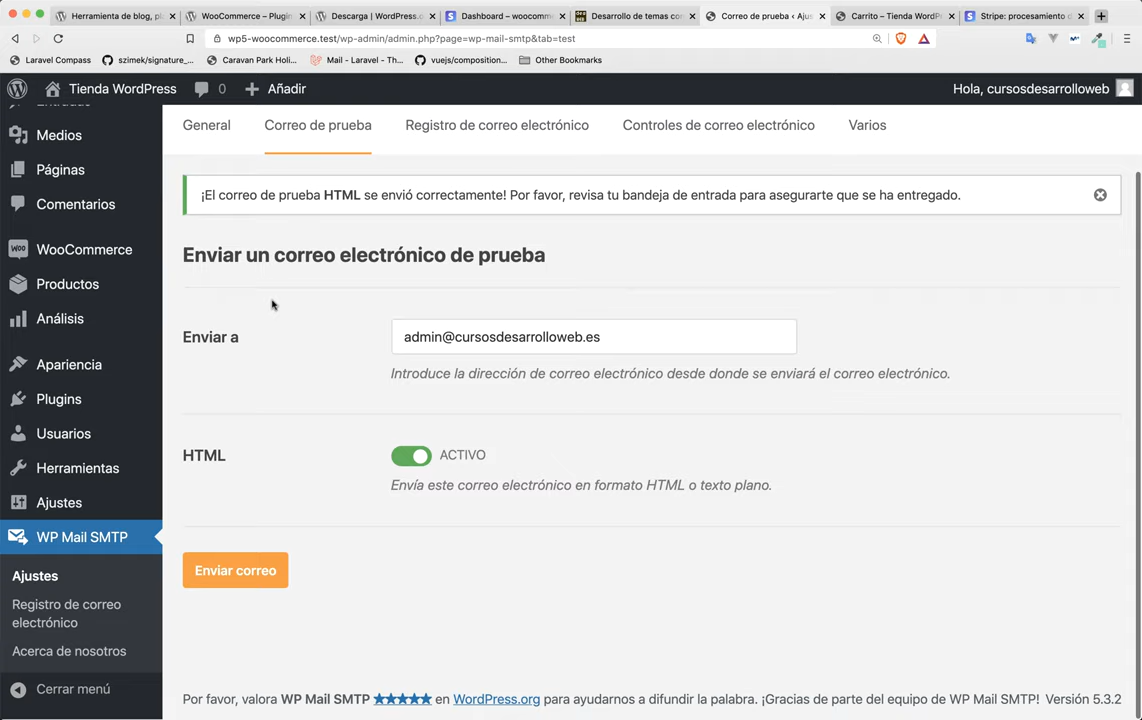 Herramienta de blog, pla
WooCommerce – Plugin
Descarga | WordPress.o
Dashboard – woocomme
Desarrollo de temas con
Correo de prueba ‹ Ajus
Carrito – Tienda WordPr
Stripe: procesamiento d
wp5-woocommerce.test/wp-admin/admin.php?page=wp-mail-smtp&tab=test
Laravel Compass
szimek/signature_...
Caravan Park Holi...
Mail - Laravel - Th...
vuejs/composition...
Other Bookmarks
Tienda WordPress
0
Añadir
Hola, cursosdesarrolloweb
General
Correo de prueba
Registro de correo electrónico
Controles de correo electrónico
Varios
Entradas
Medios
Páginas
Comentarios
WooCommerce
Productos
Análisis
Apariencia
Plugins
Usuarios
Herramientas
Ajustes
WP Mail SMTP
Ajustes
Registro de correo
electrónico
Acerca de nosotros
Cerrar menú
¡El correo de prueba HTML se envió correctamente! Por favor, revisa tu bandeja de entrada para asegurarte que se ha entregado.
Enviar un correo electrónico de prueba
Enviar a
admin@cursosdesarrolloweb.es
Introduce la dirección de correo electrónico desde donde se enviará el correo electrónico.
HTML
ACTIVO
Envía este correo electrónico en formato HTML o texto plano.
Enviar correo
Por favor, valora WP Mail SMTP ★★★★★ en WordPress.org para ayudarnos a difundir la palabra. ¡Gracias de parte del equipo de WP Mail SMTP! Versión 5.3.2